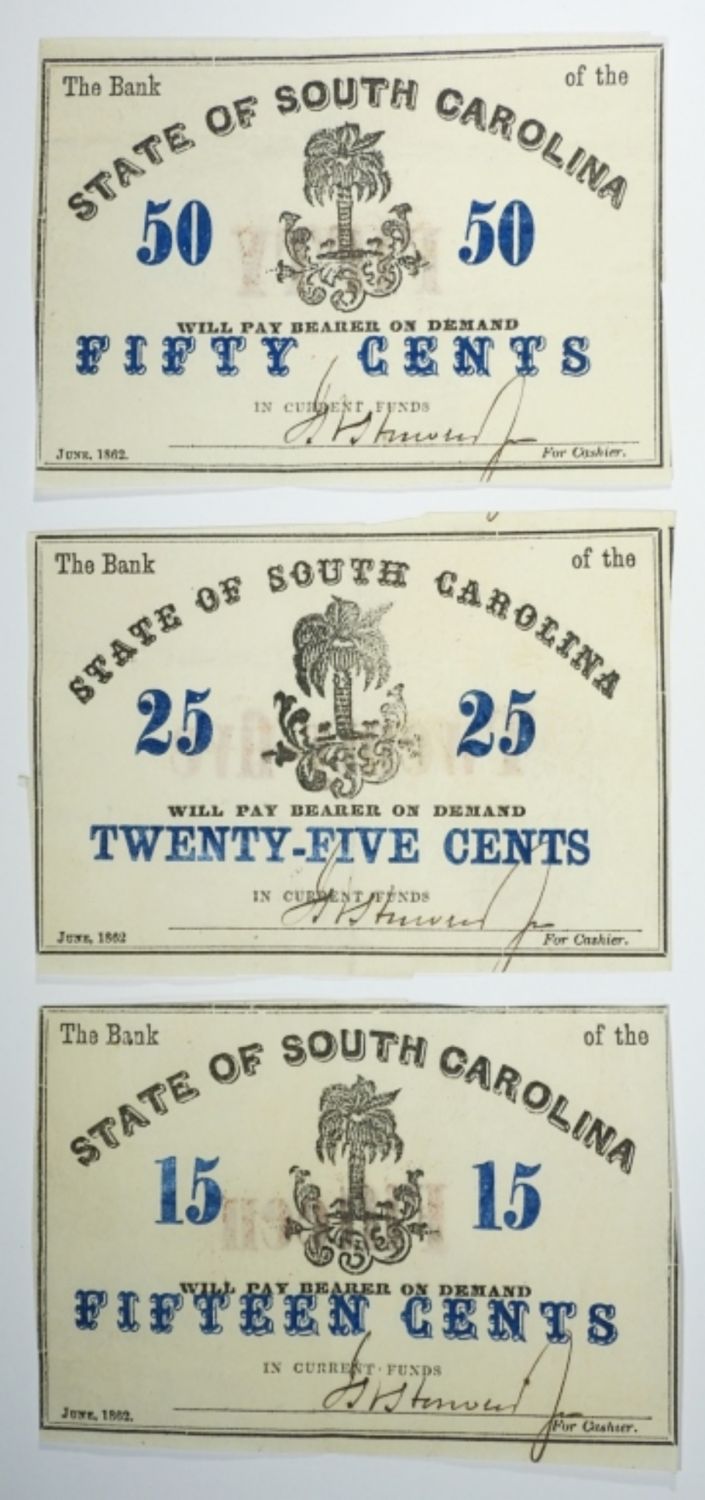 The Bank of the
STATE OF SOUTH CAROLINA
50 50
WILL PAY BEARER ON DEMAND
FIFTY CENTS
IN CURRENT FUNDS
JUNE, 1862. For Cashier.
The Bank of the
STATE OF SOUTH CAROLINA
25 25
WILL PAY BEARER ON DEMAND
TWENTY-FIVE CENTS
IN CURRENT FUNDS
JUNE, 1862 For Cashier.
The Bank of the
STATE OF SOUTH CAROLINA
15 15
WILL PAY BEARER ON DEMAND
FIFTEEN CENTS
IN CURRENT FUNDS
JUNE, 1862. For Cashier.